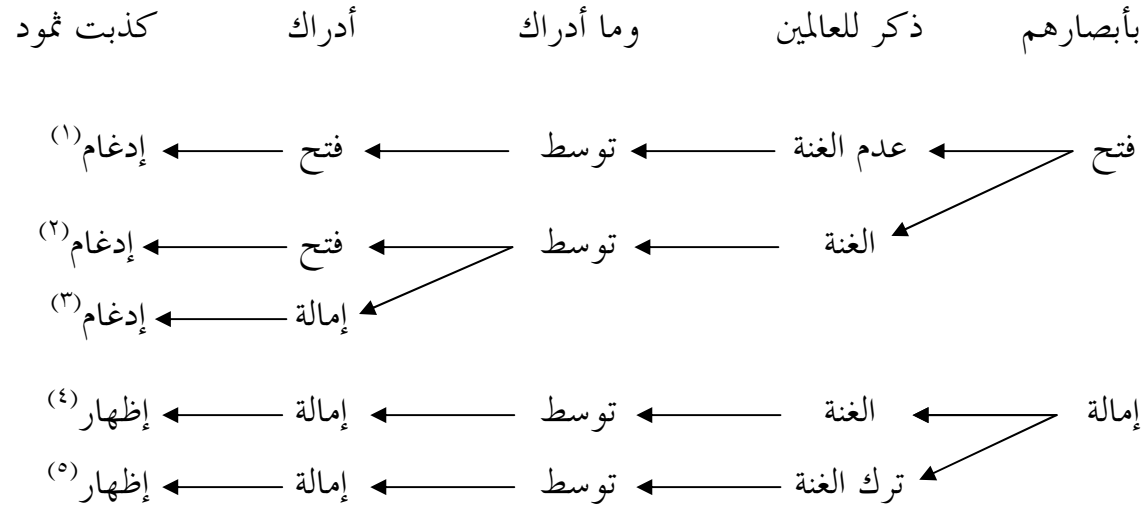 بأبصارهم ذكر للعالمين وما أدراك أدراك كذبت ثمود
فتح عدم الغنة توسط فتح إدغام(١)
الغنة توسط فتح إدغام(٢)
إمالة إدغام(٣)
إمالة الغنة توسط إمالة إظهار(٤)
ترك الغنة توسط إمالة إظهار(٥)